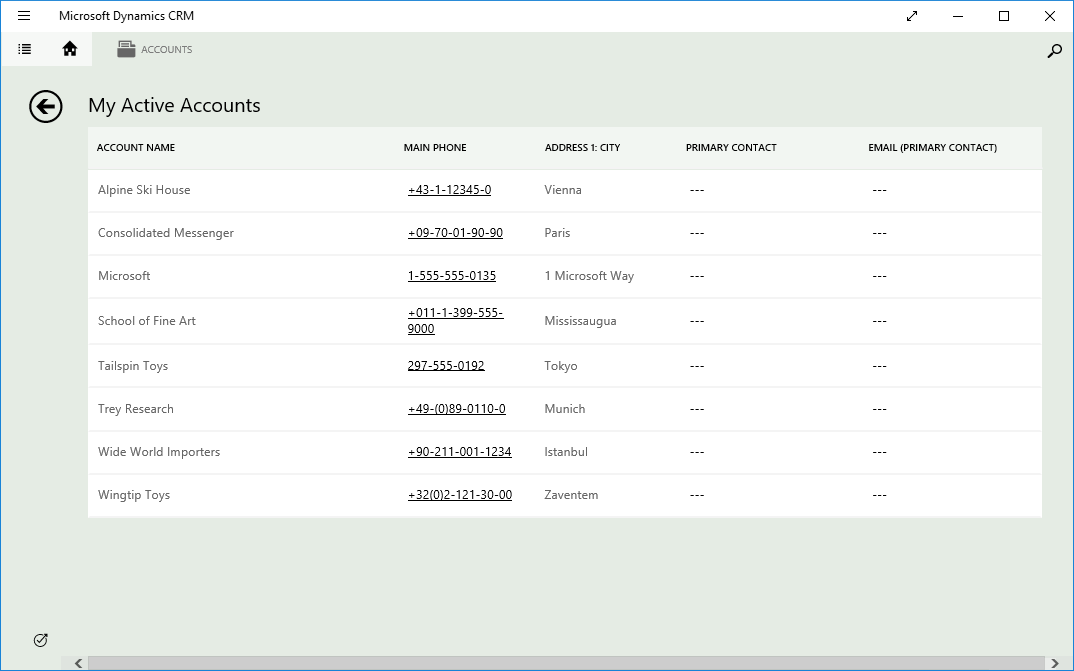 Microsoft Dynamics CRM
ACCOUNTS
My Active Accounts
ACCOUNT NAME MAIN PHONE ADDRESS 1: CITY PRIMARY CONTACT EMAIL (PRIMARY CONTACT)
Alpine Ski House +43-1-12345-0 Vienna --- ---
Consolidated Messenger +09-70-01-90-90 Paris --- ---
Microsoft 1-555-555-0135 1 Microsoft Way --- ---
School of Fine Art +011-1-399-555- Mississaugua --- ---
9000
Tailspin Toys 297-555-0192 Tokyo --- ---
Trey Research +49-(0)89-0110-0 Munich --- ---
Wide World Importers +90-211-001-1234 Istanbul --- ---
Wingtip Toys +32(0)2-121-30-00 Zaventem --- ---